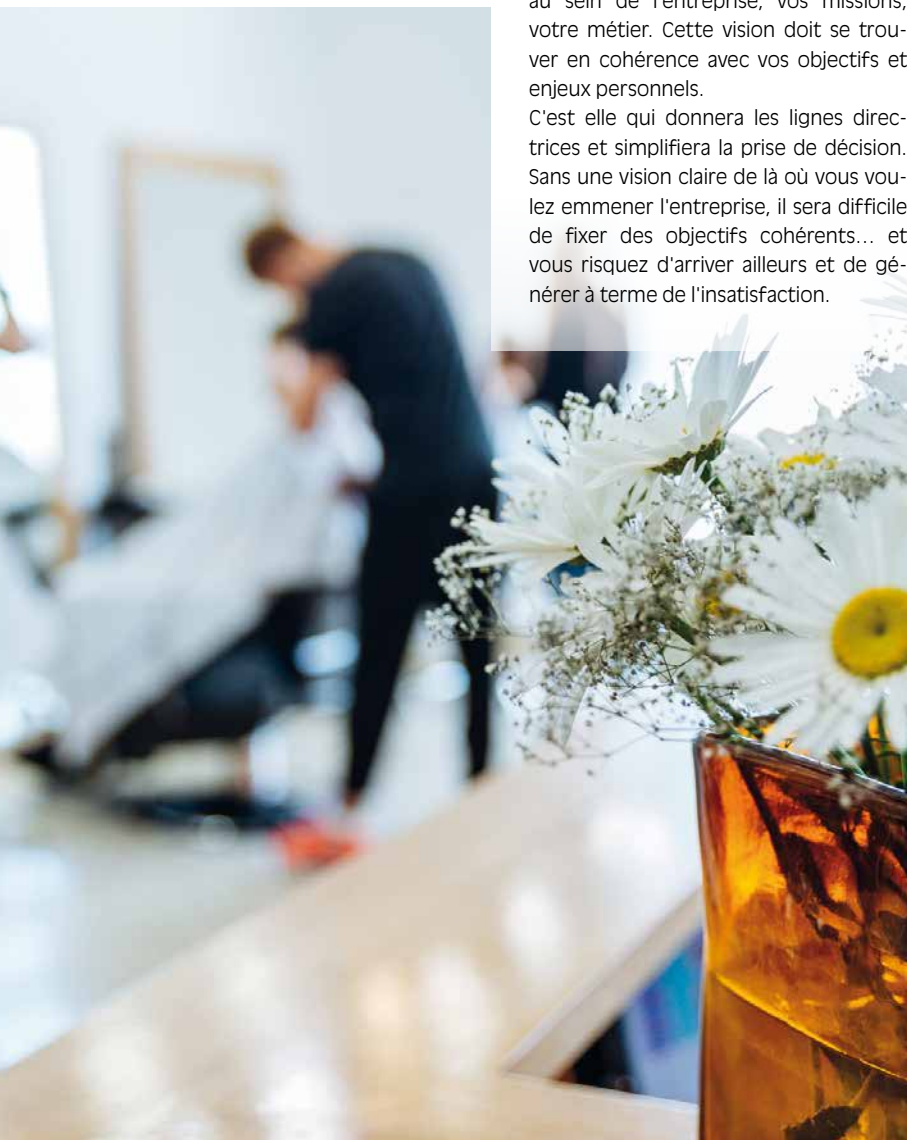 au sein de l'entreprise, vos missions,
votre métier. Cette vision doit se trou-
ver en cohérence avec vos objectifs et
enjeux personnels.
C'est elle qui donnera les lignes direc-
trices et simplifiera la prise de décision.
Sans une vision claire de là où vous vou-
lez emmener l'entreprise, il sera difficile
de fixer des objectifs cohérents... et
vous risquez d'arriver ailleurs et de gé-
nérer à terme de l'insatisfaction.